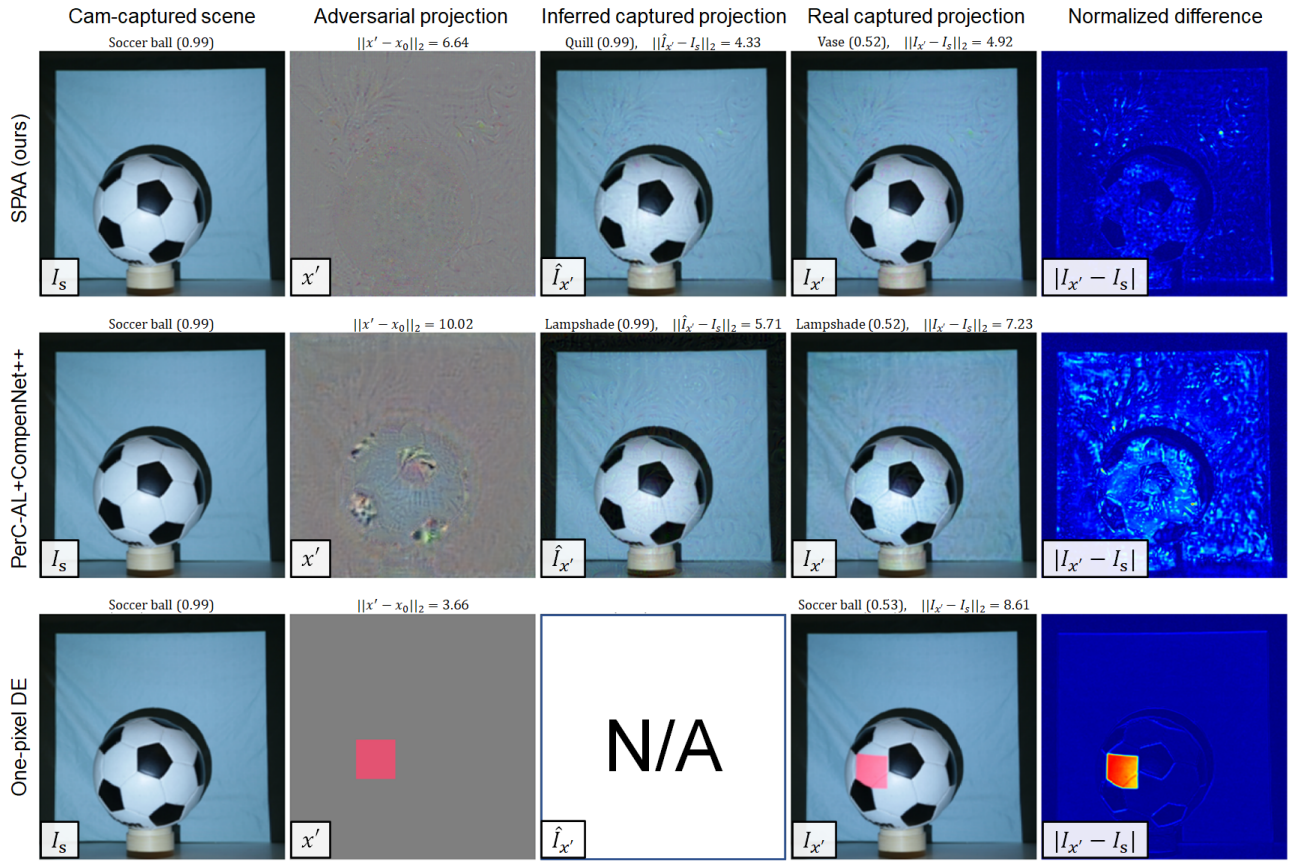 Cam-captured scene Adversarial projection Inferred captured projection Real captured projection Normalized difference
Soccer ball (0.99) ||x′ − x₀||₂ = 6.64 Quill (0.99), ||Î_x′ − I_s||₂ = 4.33 Vase (0.52), ||I_x′ − I_s||₂ = 4.92
SPAA (ours)
I_s x′ Î_x′ I_x′ |I_x′ − I_s|
Soccer ball (0.99) ||x′ − x₀||₂ = 10.02 Lampshade (0.99), ||Î_x′ − I_s||₂ = 5.71 Lampshade (0.52), ||I_x′ − I_s||₂ = 7.23
PerC-AL+CompenNet++
I_s x′ Î_x′ I_x′ |I_x′ − I_s|
Soccer ball (0.99) ||x′ − x₀||₂ = 3.66 Soccer ball (0.53), ||I_x′ − I_s||₂ = 8.61
One-pixel DE
N/A
I_s x′ Î_x′ I_x′ |I_x′ − I_s|